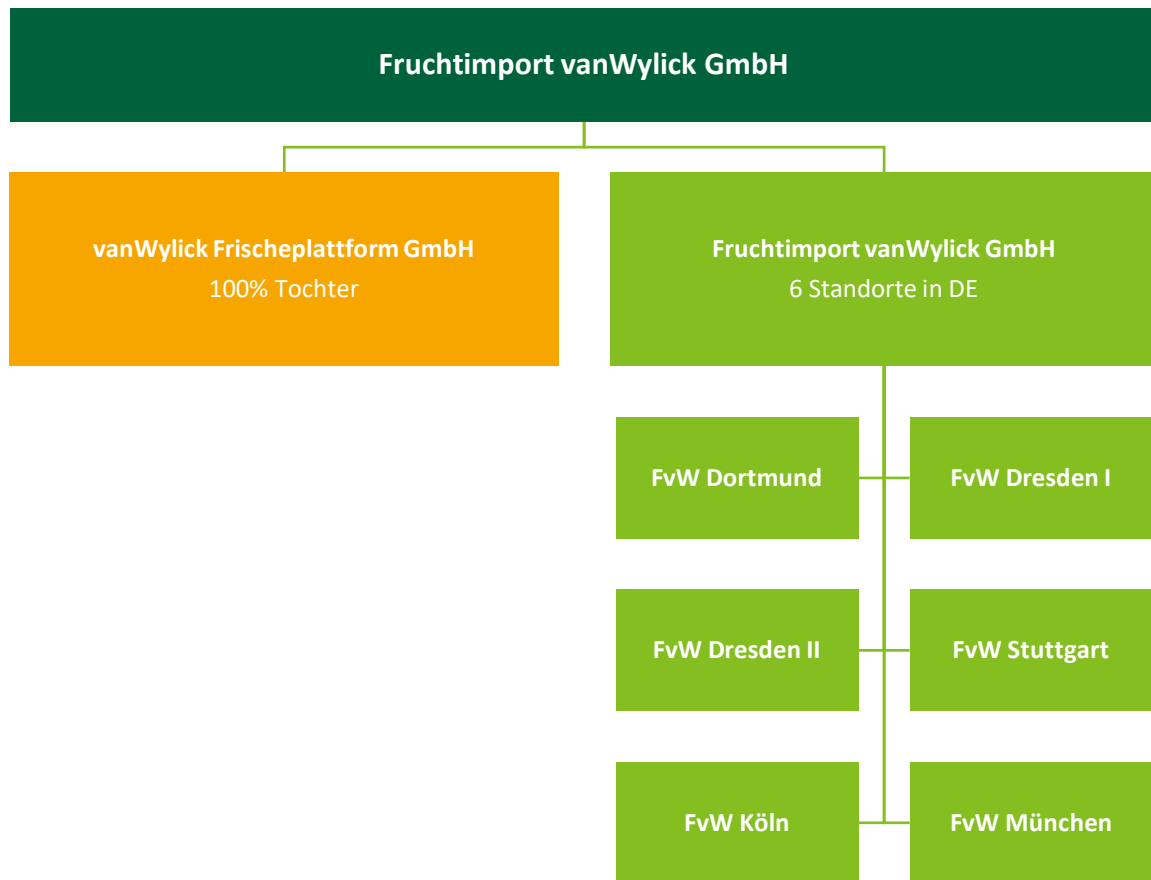 Fruchtimport vanWylick GmbH
vanWylick Frischeplattform GmbH
100% Tochter
Fruchtimport vanWylick GmbH
6 Standorte in DE
FvW Dortmund
FvW Dresden I
FvW Dresden II
FvW Stuttgart
FvW Köln
FvW München